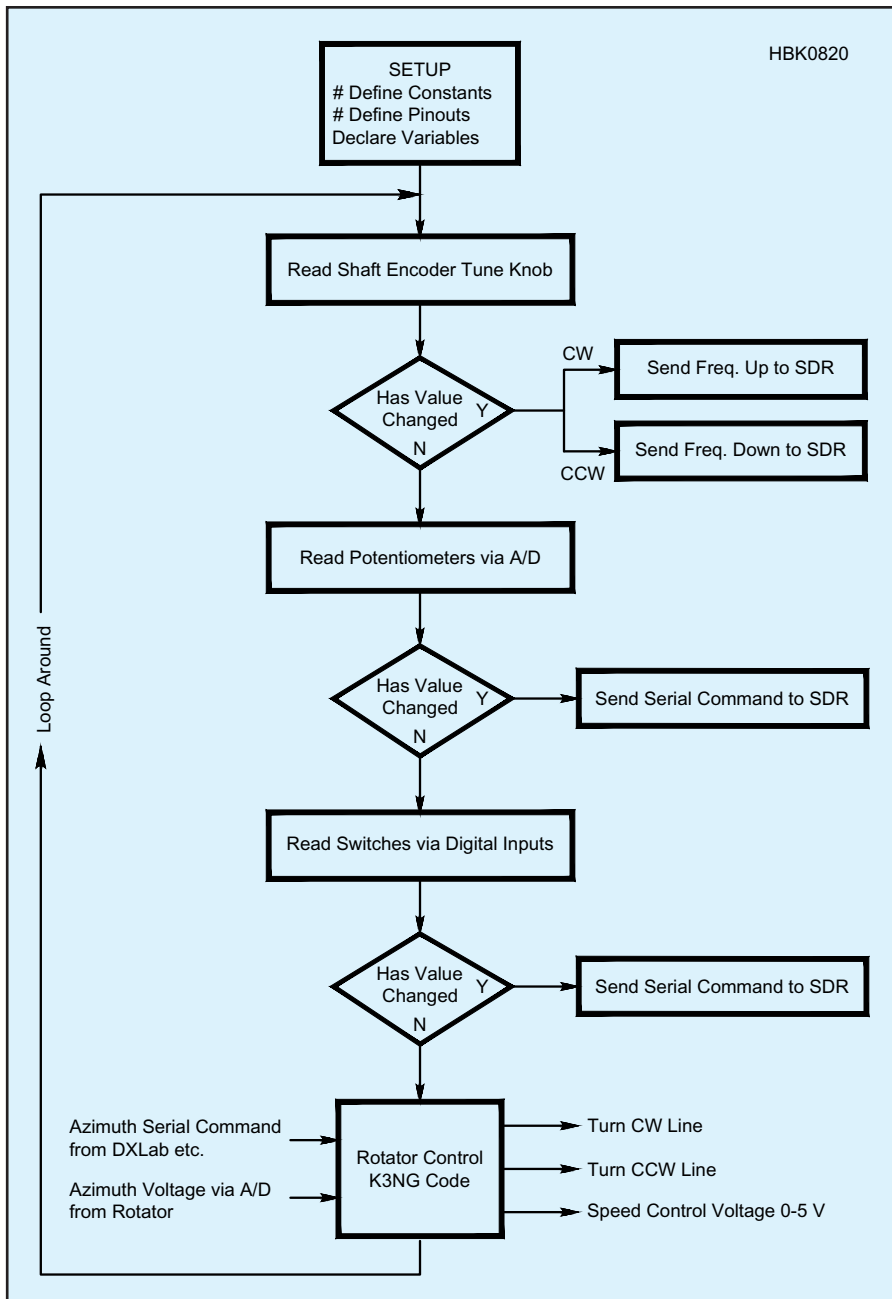 HBK0820
SETUP
# Define Constants
# Define Pinouts
Declare Variables
Read Shaft Encoder Tune Knob
Has Value
Changed
Y
N
CW
Send Freq. Up to SDR
CCW
Send Freq. Down to SDR
Read Potentiometers via A/D
Has Value
Changed
Y
N
Send Serial Command to SDR
Loop Around
Read Switches via Digital Inputs
Has Value
Changed
Y
N
Send Serial Command to SDR
Azimuth Serial Command
from DXLab etc.
Azimuth Voltage via A/D
from Rotator
Rotator Control
K3NG Code
Turn CW Line
Turn CCW Line
Speed Control Voltage 0-5 V